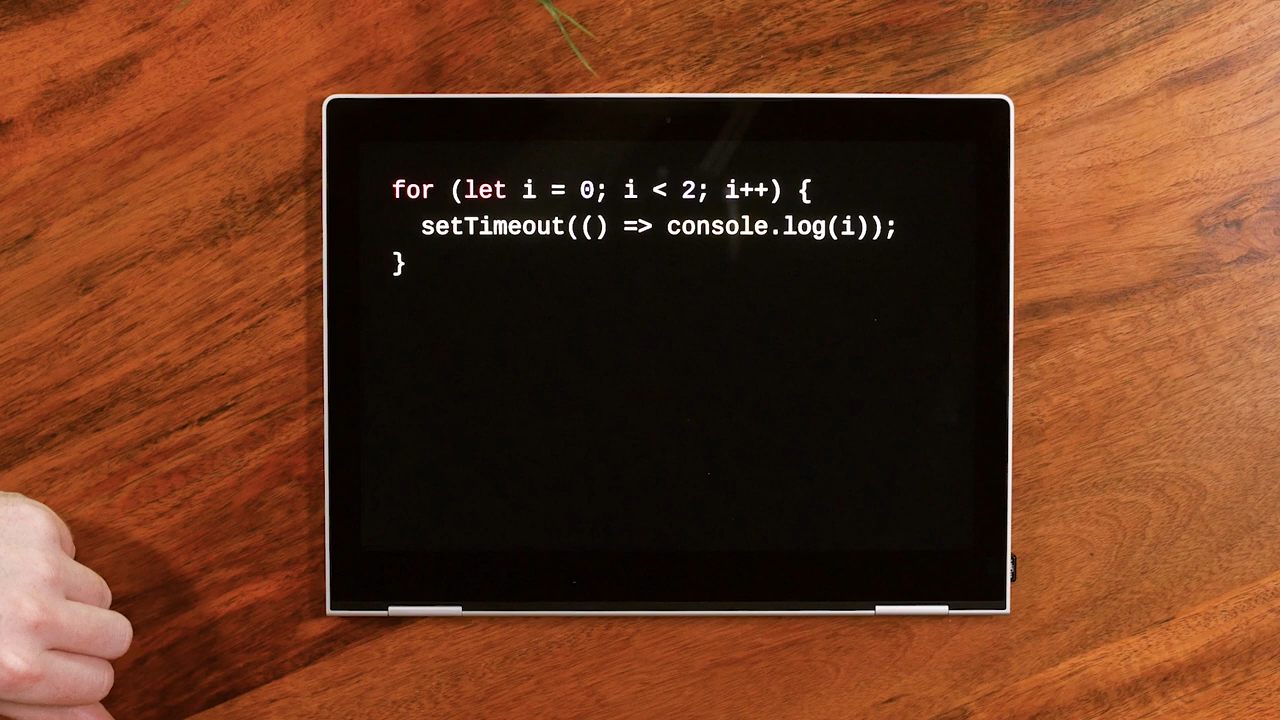 for (let i = 0; i < 2; i++) {
  setTimeout(() => console.log(i));
}